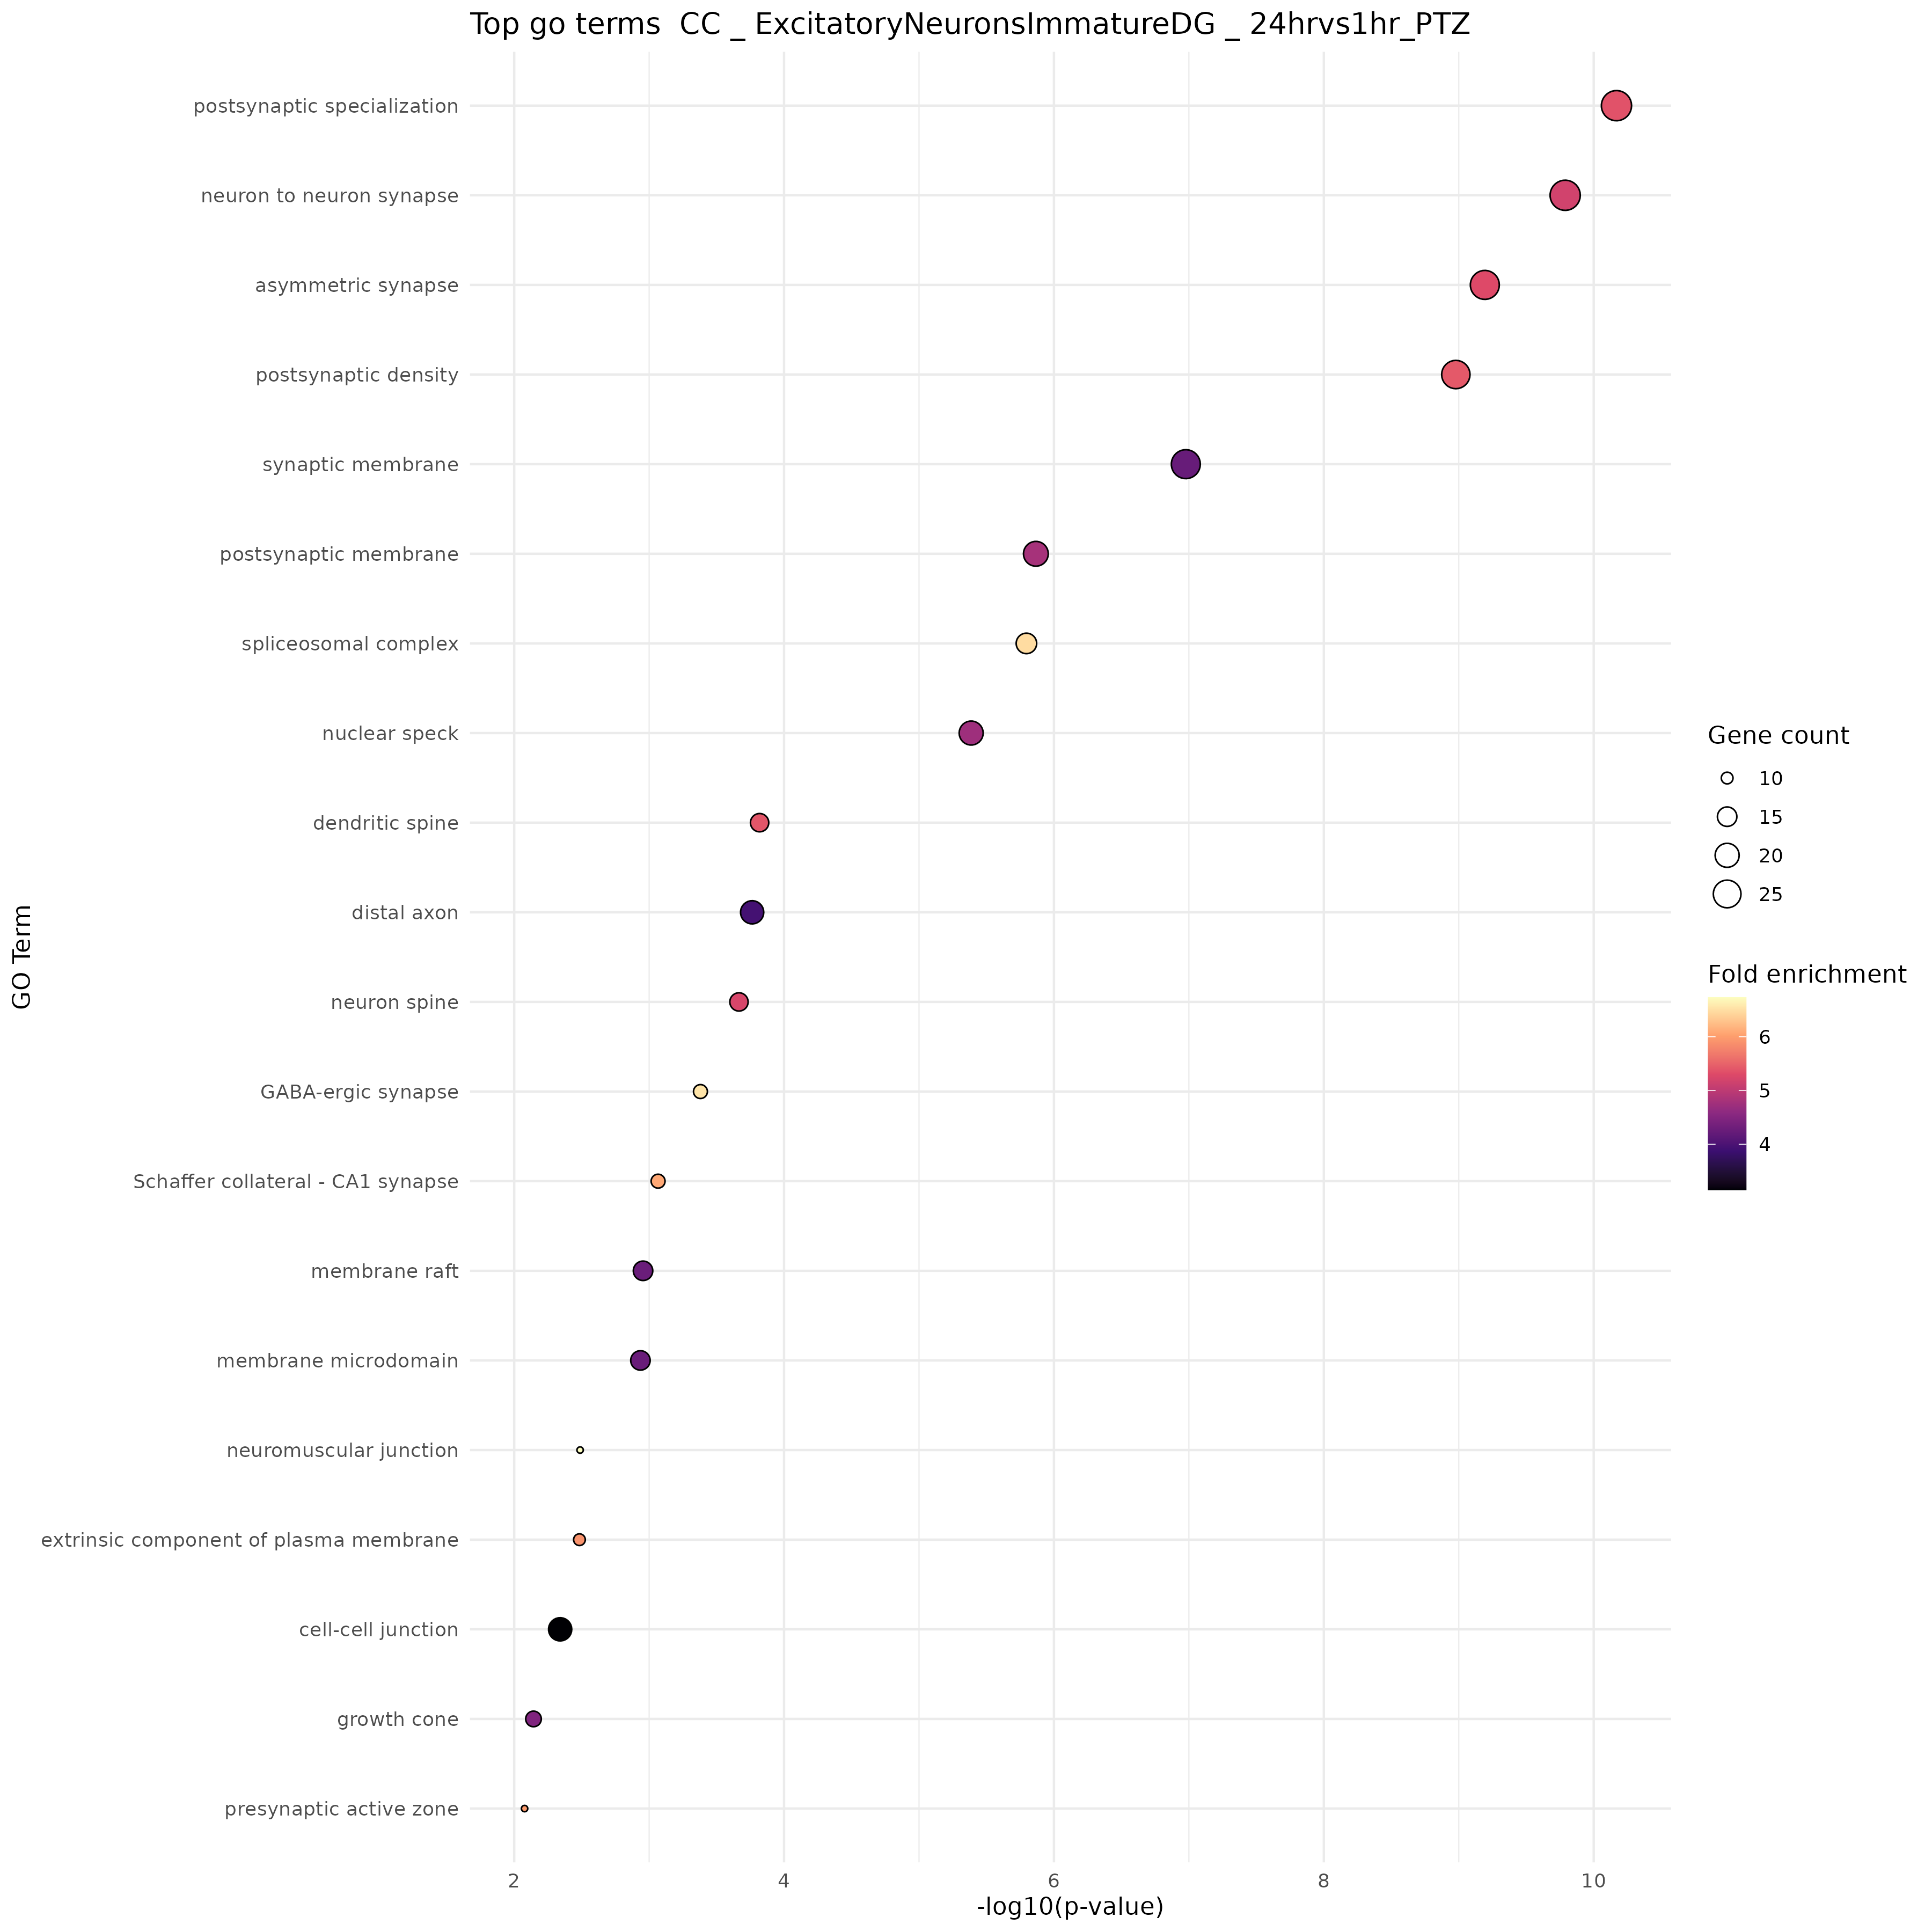 Top go terms  CC _ ExcitatoryNeuronsImmatureDG _ 24hrvs1hr_PTZ
postsynaptic specialization
neuron to neuron synapse
asymmetric synapse
postsynaptic density
synaptic membrane
postsynaptic membrane
spliceosomal complex
nuclear speck
dendritic spine
distal axon
neuron spine
GABA-ergic synapse
Schaffer collateral - CA1 synapse
membrane raft
membrane microdomain
neuromuscular junction
extrinsic component of plasma membrane
cell-cell junction
growth cone
presynaptic active zone
GO Term
2 4 6 8 10
-log10(p-value)
Gene count
10
15
20
25
Fold enrichment
6
5
4